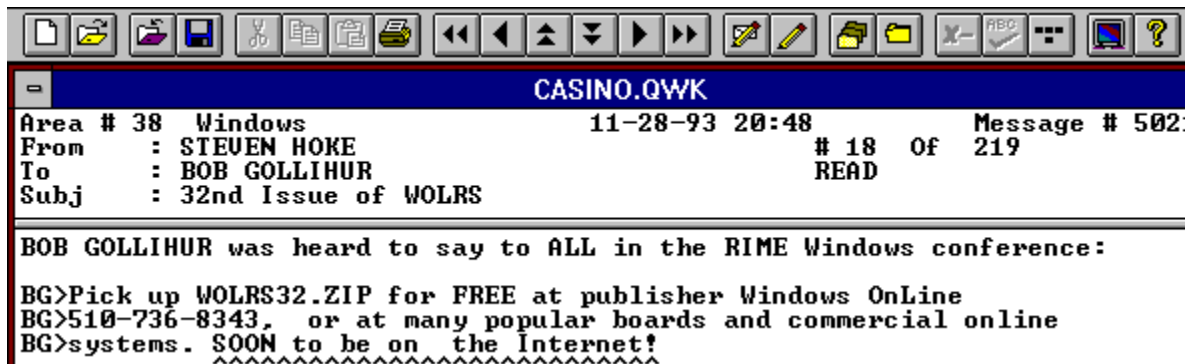 ABC
CASINO.QWK
Area # 38 Windows 11-28-93 20:48 Message # 502
From : STEVEN HOKE # 18 Of 219
To : BOB GOLLIHUR READ
Subj : 32nd Issue of WOLRS
BOB GOLLIHUR was heard to say to ALL in the RIME Windows conference:
BG>Pick up WOLRS32.ZIP for FREE at publisher Windows OnLine
BG>510-736-8343, or at many popular boards and commercial online
BG>systems. SOON to be on the Internet!
^^^^^^^^^^^^^^^^^^^^^^^^^^^^